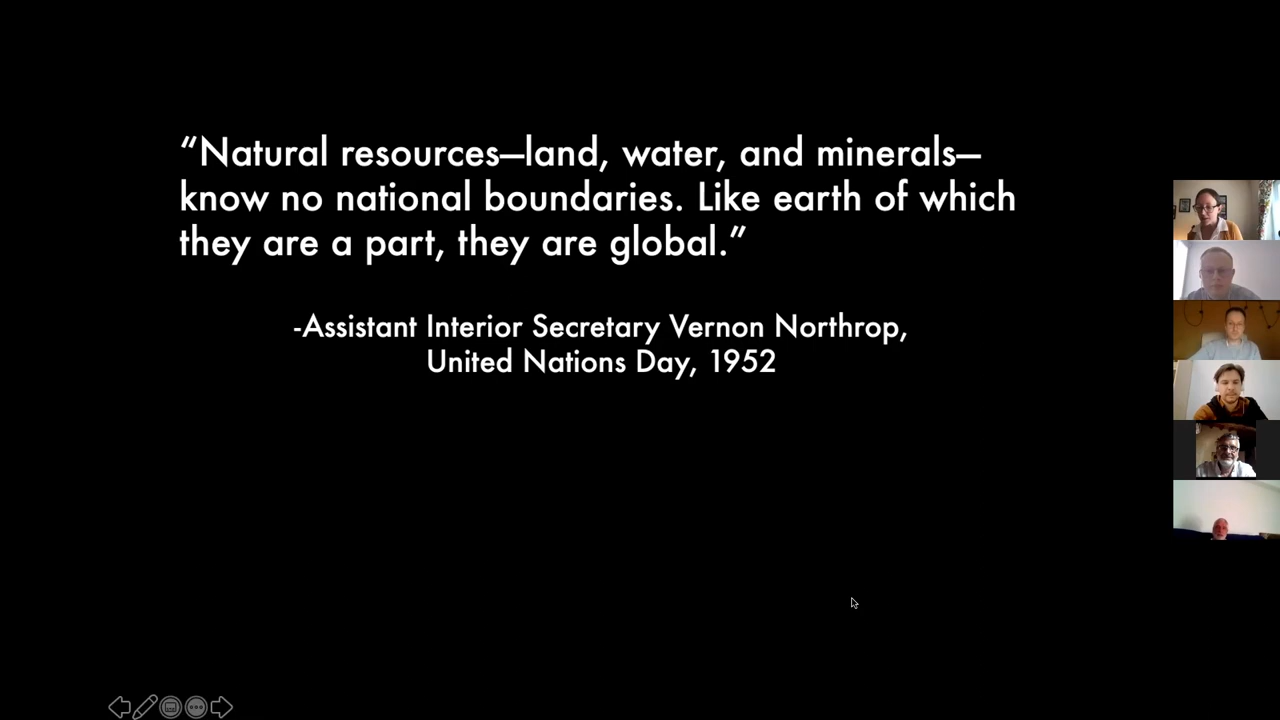 “Natural resources—land, water, and minerals—
know no national boundaries. Like earth of which
they are a part, they are global.”
-Assistant Interior Secretary Vernon Northrop,
United Nations Day, 1952